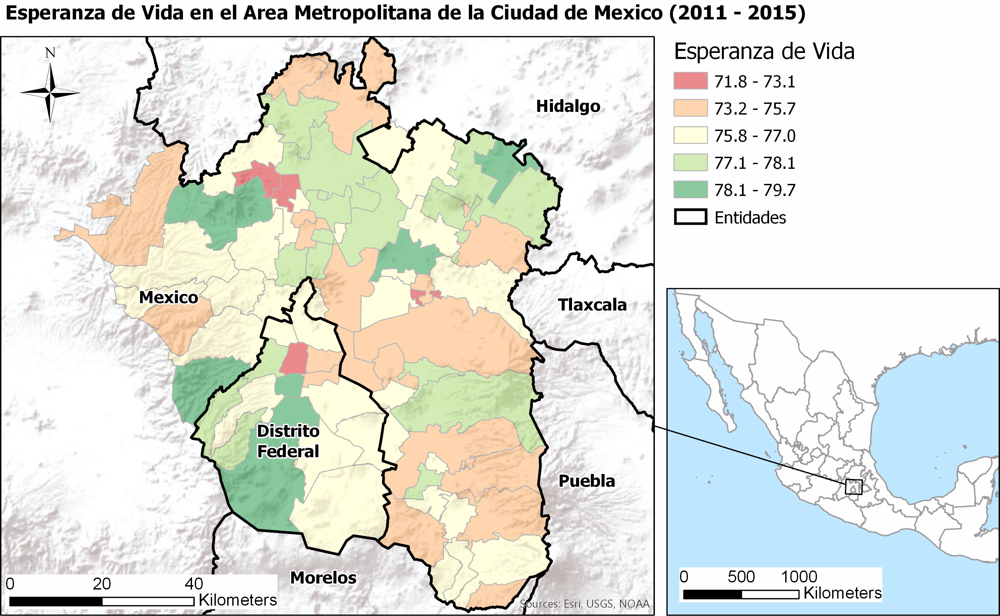 Esperanza de Vida en el Area Metropolitana de la Ciudad de Mexico (2011 - 2015)
N
Hidalgo
Mexico
Tlaxcala
Distrito
Federal
Puebla
Morelos
0 20 40
Kilometers
Sources: Esri, USGS, NOAA
Esperanza de Vida
71.8 - 73.1
73.2 - 75.7
75.8 - 77.0
77.1 - 78.1
78.1 - 79.7
Entidades
0 500 1000
Kilometers